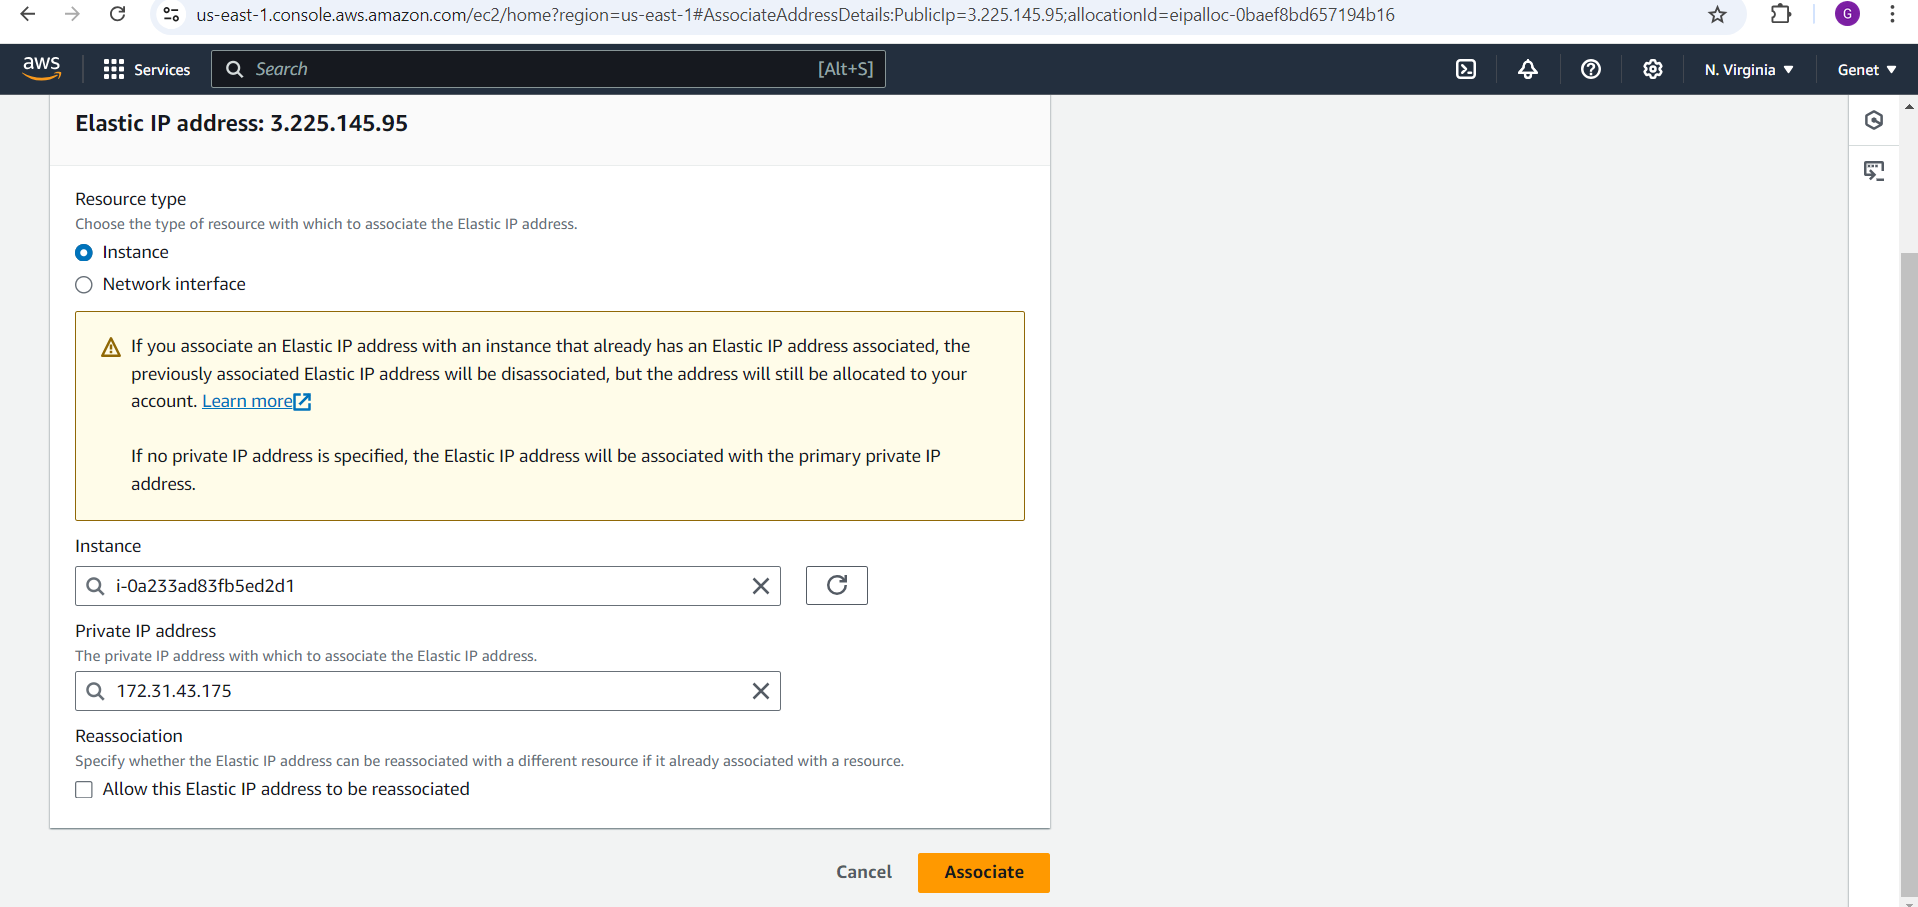 us-east-1.console.aws.amazon.com/ec2/home?region=us-east-1#AssociateAddressDetails:PublicIp=3.225.145.95;allocationId=eipalloc-0baef8bd657194b16
G
aws
Services
Search
[Alt+S]
N. Virginia
Genet
Elastic IP address: 3.225.145.95
Resource type
Choose the type of resource with which to associate the Elastic IP address.
Instance
Network interface
If you associate an Elastic IP address with an instance that already has an Elastic IP address associated, the
previously associated Elastic IP address will be disassociated, but the address will still be allocated to your
account. Learn more
If no private IP address is specified, the Elastic IP address will be associated with the primary private IP
address.
Instance
i-0a233ad83fb5ed2d1
Private IP address
The private IP address with which to associate the Elastic IP address.
172.31.43.175
Reassociation
Specify whether the Elastic IP address can be reassociated with a different resource if it already associated with a resource.
Allow this Elastic IP address to be reassociated
Cancel
Associate